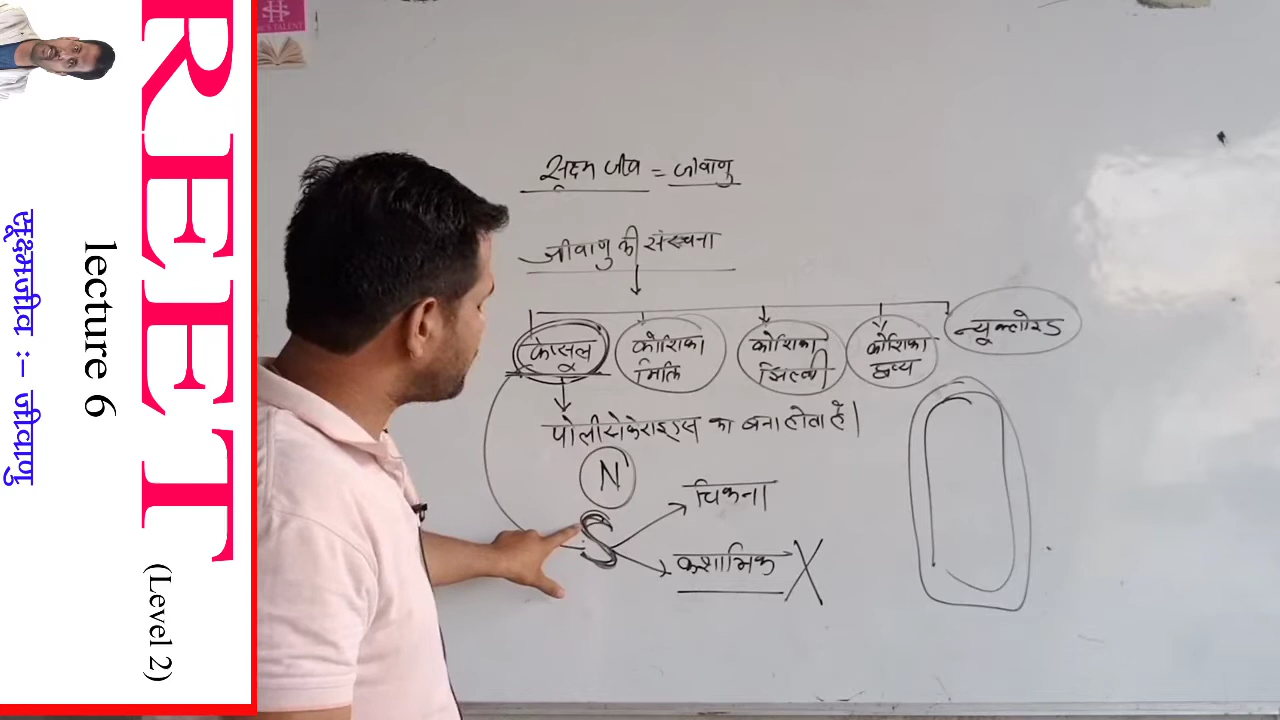 REET (Level 2)
lecture 6
सूक्ष्मजीव :- जीवाणु
सूक्ष्म जीव = जीवाणु
जीवाणु की संरचना
केप्सूल
कोशिका भित्ति
कोशिका झिल्ली
कोशिका द्रव्य
न्यूक्लोइड
पोलीसेकेराइड्स का बना होता है।
N
S
चिकना